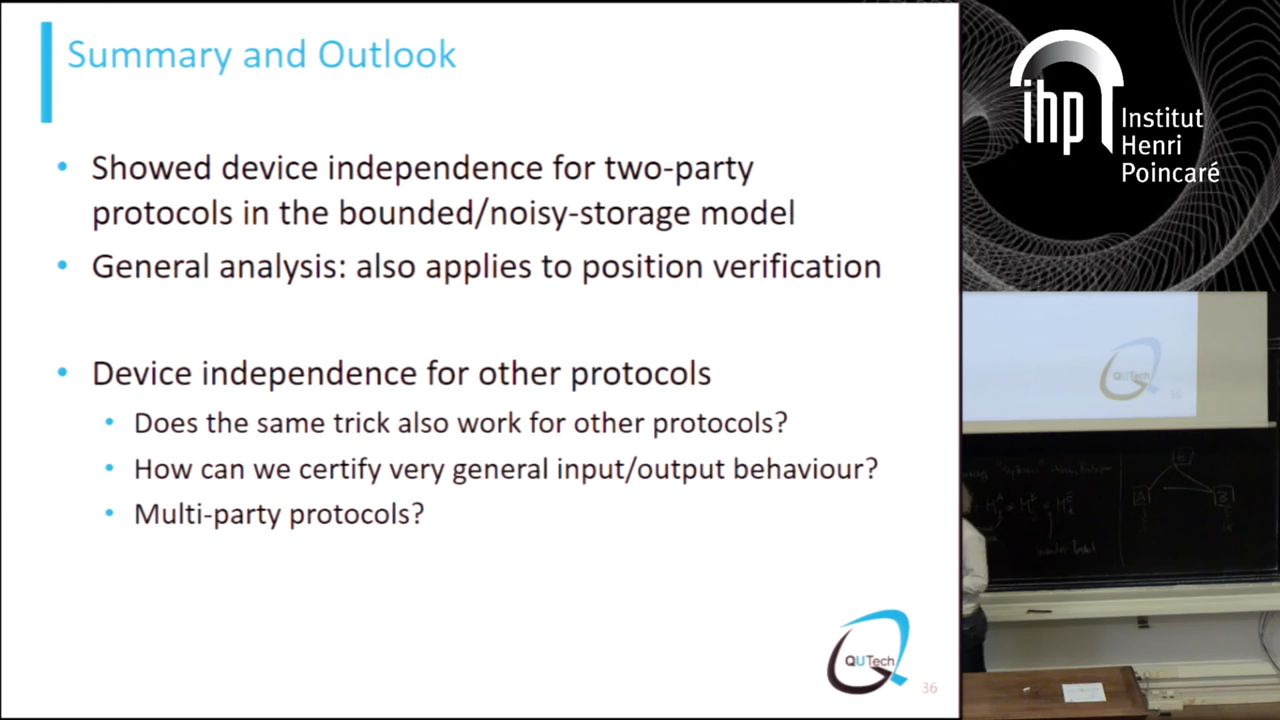 Summary and Outlook
• Showed device independence for two-party
protocols in the bounded/noisy-storage model
• General analysis: also applies to position verification
• Device independence for other protocols
• Does the same trick also work for other protocols?
• How can we certify very general input/output behaviour?
• Multi-party protocols?
QUTech
36
ihp
Institut
Henri
Poincaré
QUTech
36
A
B